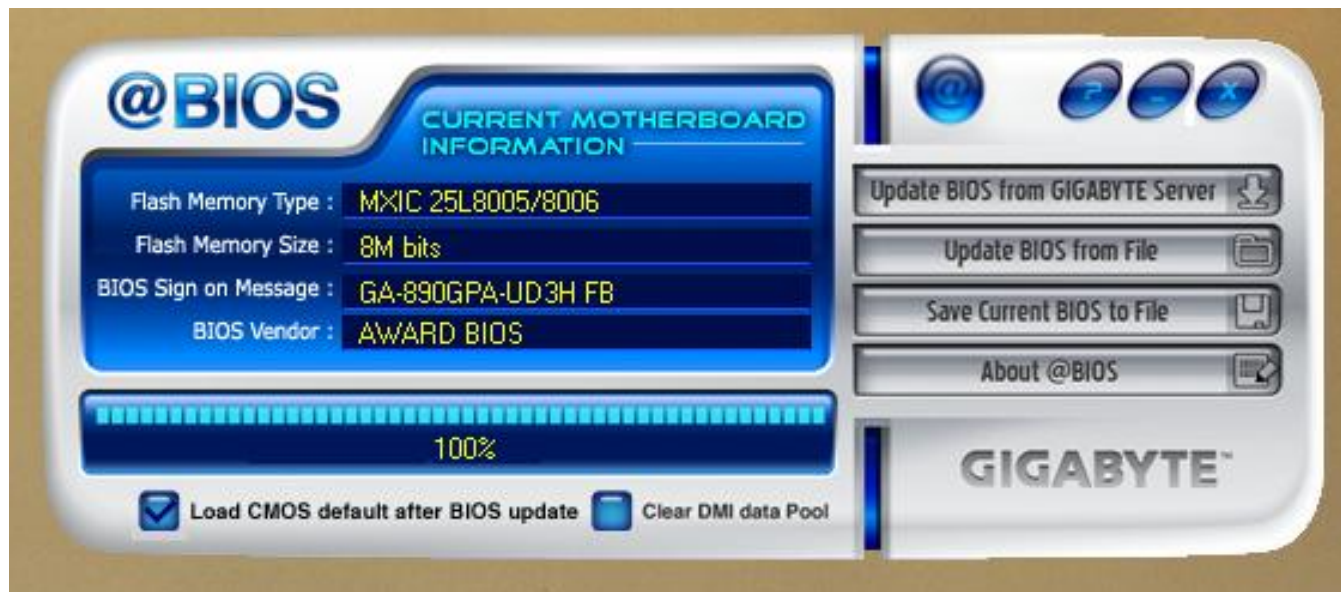 @BIOS
CURRENT MOTHERBOARD
INFORMATION
Flash Memory Type : MXIC 25L8005/8006
Flash Memory Size : 8M bits
BIOS Sign on Message : GA-890GPA-UD3H FB
BIOS Vendor : AWARD BIOS
100%
Load CMOS default after BIOS update
Clear DMI data Pool
@
? _ X
Update BIOS from GIGABYTE Server
Update BIOS from File
Save Current BIOS to File
About @BIOS
GIGABYTE™